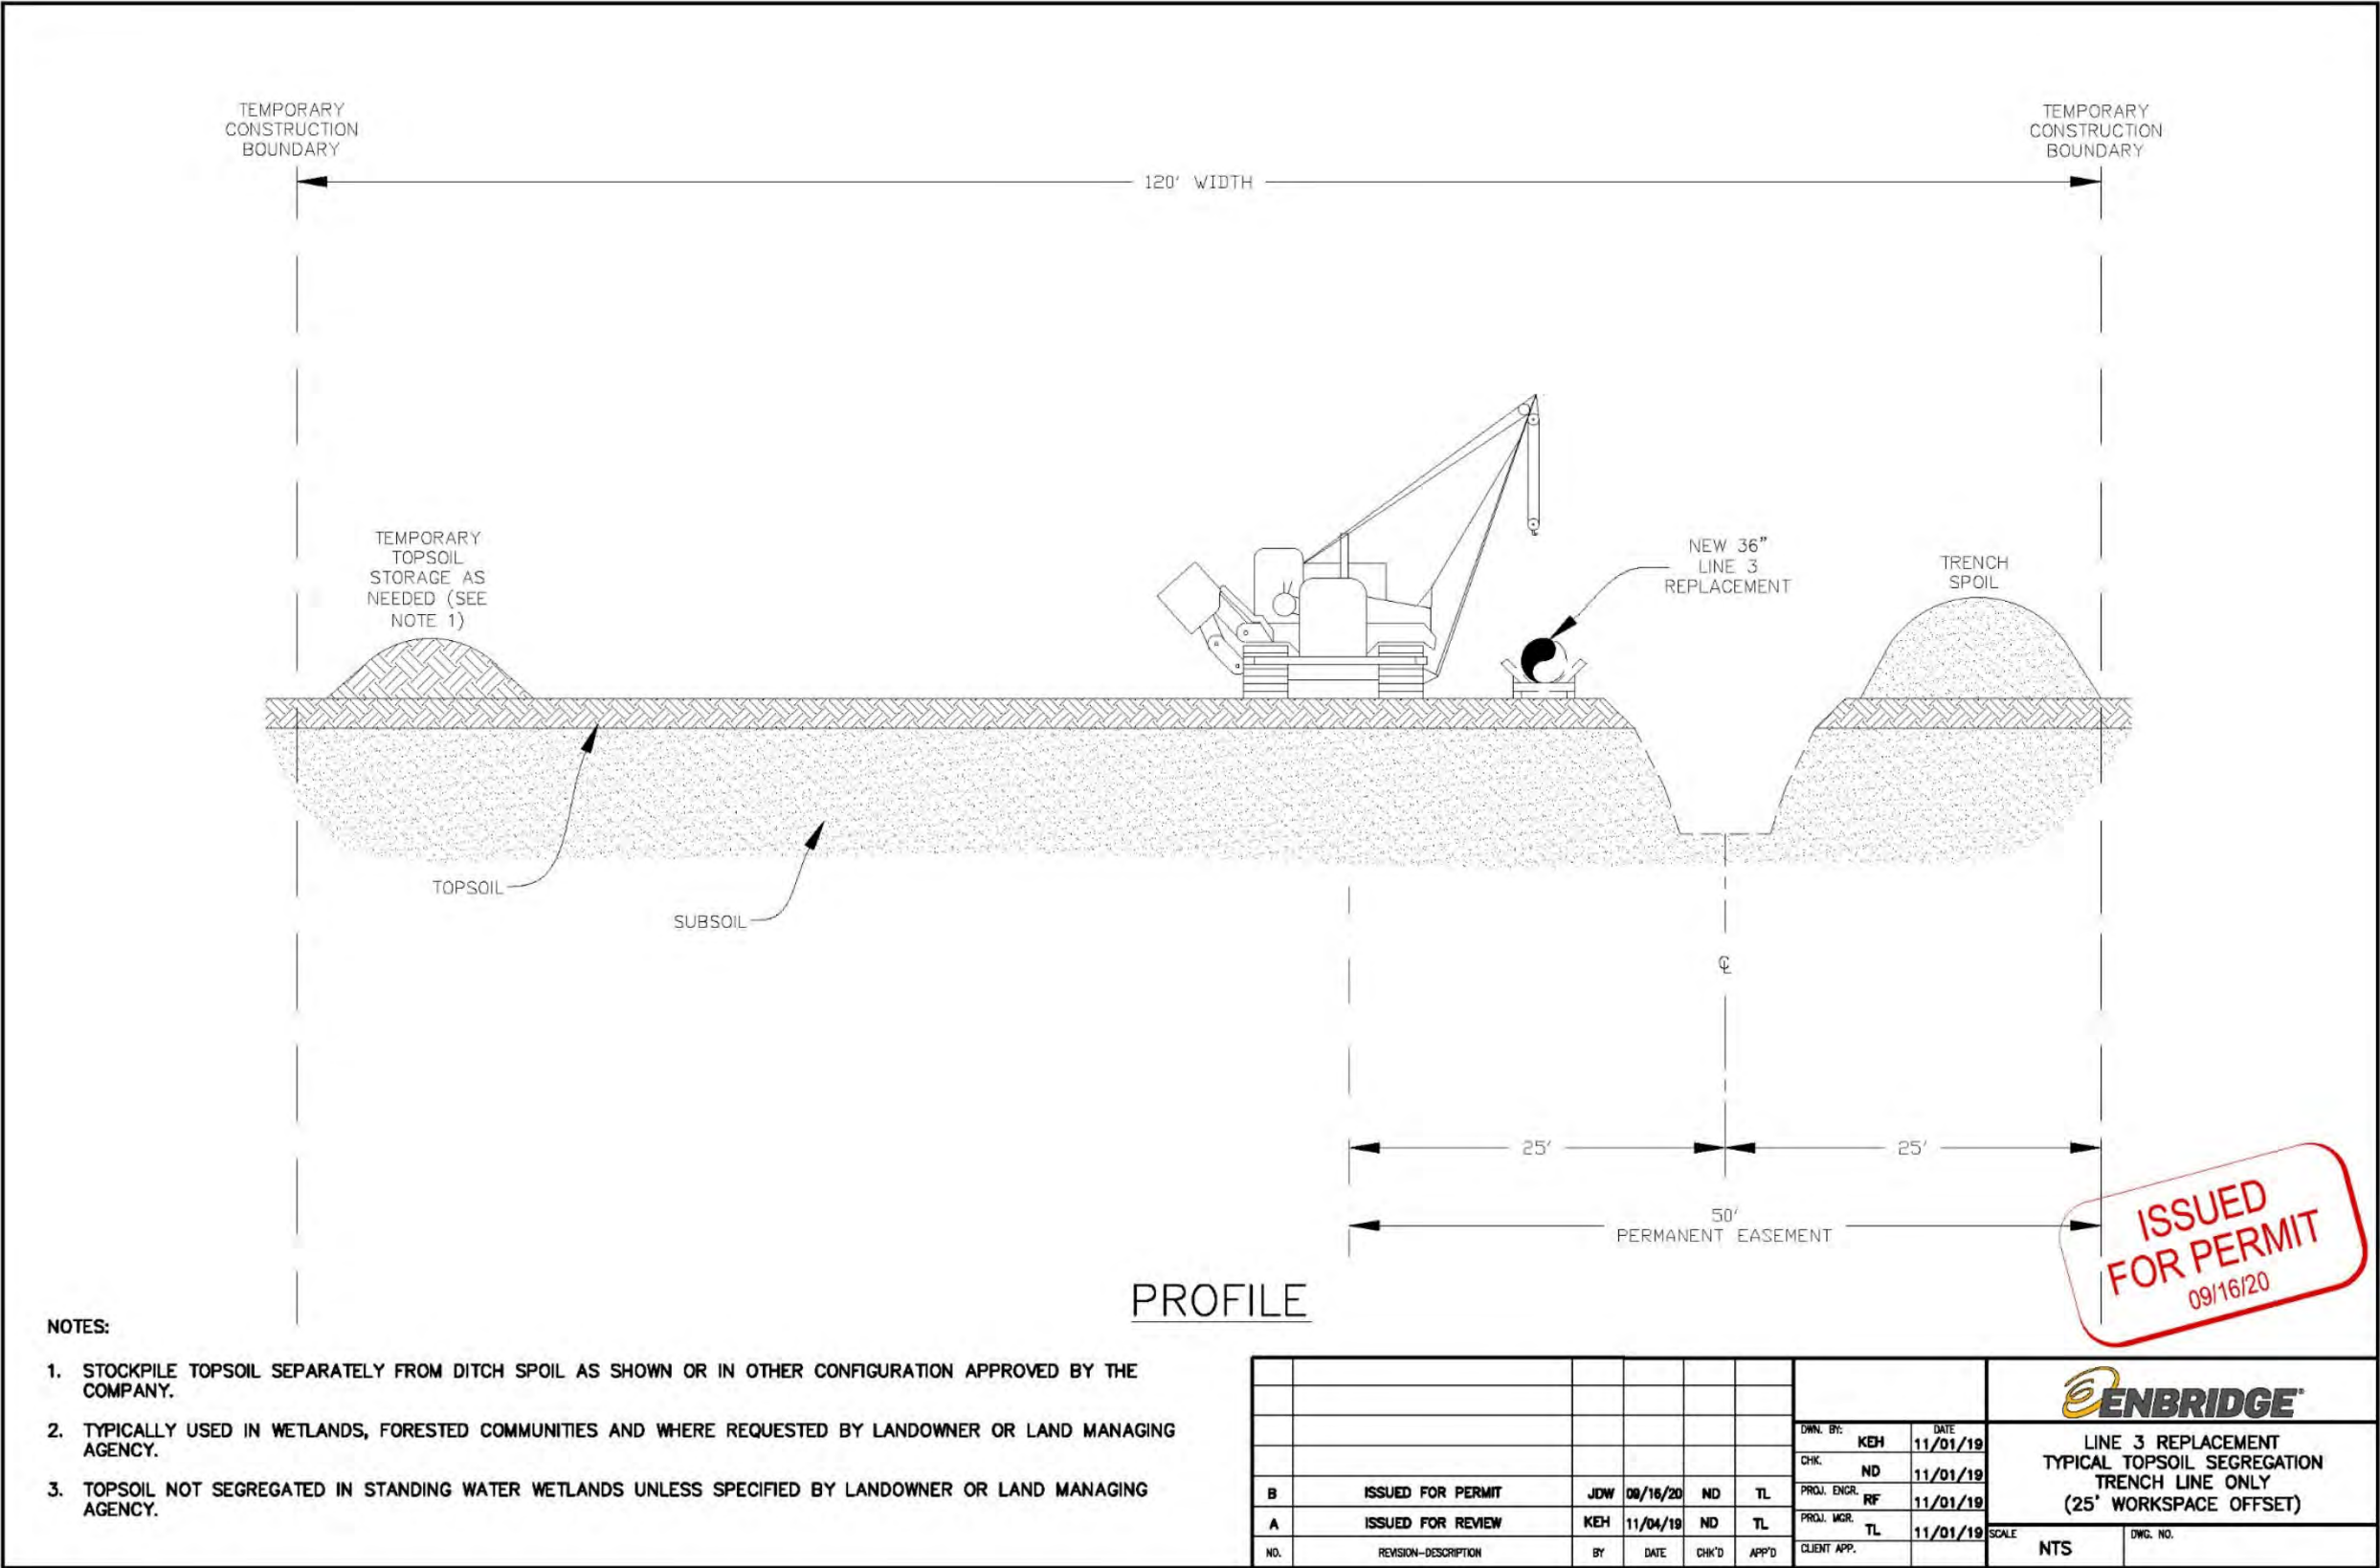 TEMPORARY
CONSTRUCTION
BOUNDARY
TEMPORARY
CONSTRUCTION
BOUNDARY
120' WIDTH
TEMPORARY
TOPSOIL
STORAGE AS
NEEDED (SEE
NOTE 1)
NEW 36"
LINE 3
REPLACEMENT
TRENCH
SPOIL
TOPSOIL
SUBSOIL
℄
25'
25'
50'
PERMANENT EASEMENT
ISSUED
FOR PERMIT
09/16/20
PROFILE
NOTES:
1. STOCKPILE TOPSOIL SEPARATELY FROM DITCH SPOIL AS SHOWN OR IN OTHER CONFIGURATION APPROVED BY THE
COMPANY.
2. TYPICALLY USED IN WETLANDS, FORESTED COMMUNITIES AND WHERE REQUESTED BY LANDOWNER OR LAND MANAGING
AGENCY.
3. TOPSOIL NOT SEGREGATED IN STANDING WATER WETLANDS UNLESS SPECIFIED BY LANDOWNER OR LAND MANAGING
AGENCY.
B ISSUED FOR PERMIT JDW 09/16/20 ND TL
A ISSUED FOR REVIEW KEH 11/04/19 ND TL
NO. REVISION-DESCRIPTION BY DATE CHK'D APP'D
DWN. BY: KEH DATE 11/01/19
CHK. ND 11/01/19
PROJ. ENGR. RF 11/01/19
PROJ. MGR. TL 11/01/19
CLIENT APP.
ENBRIDGE
LINE 3 REPLACEMENT
TYPICAL TOPSOIL SEGREGATION
TRENCH LINE ONLY
(25' WORKSPACE OFFSET)
SCALE NTS DWG. NO.